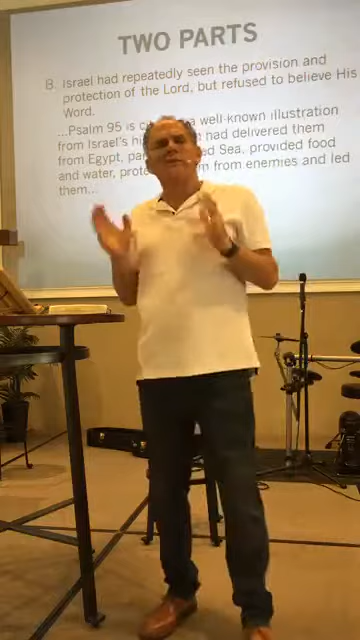 TWO PARTS
B. Israel had repeatedly seen the provision and
protection of the Lord, but refused to believe His
Word.
...Psalm 95 is a well-known illustration
from Israel's had delivered them
from Egypt, Sea, provided food
and water, from enemies and led
them...